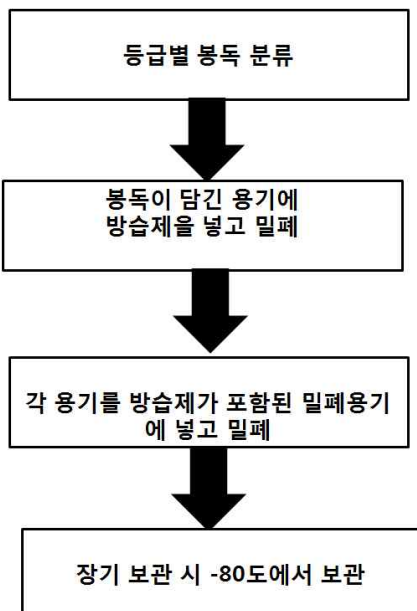 등급별 봉독 분류
봉독이 담긴 용기에
방습제을 넣고 밀폐
각 용기를 방습제가 포함된 밀폐용기
에 넣고 밀폐
장기 보관 시 -80도에서 보관